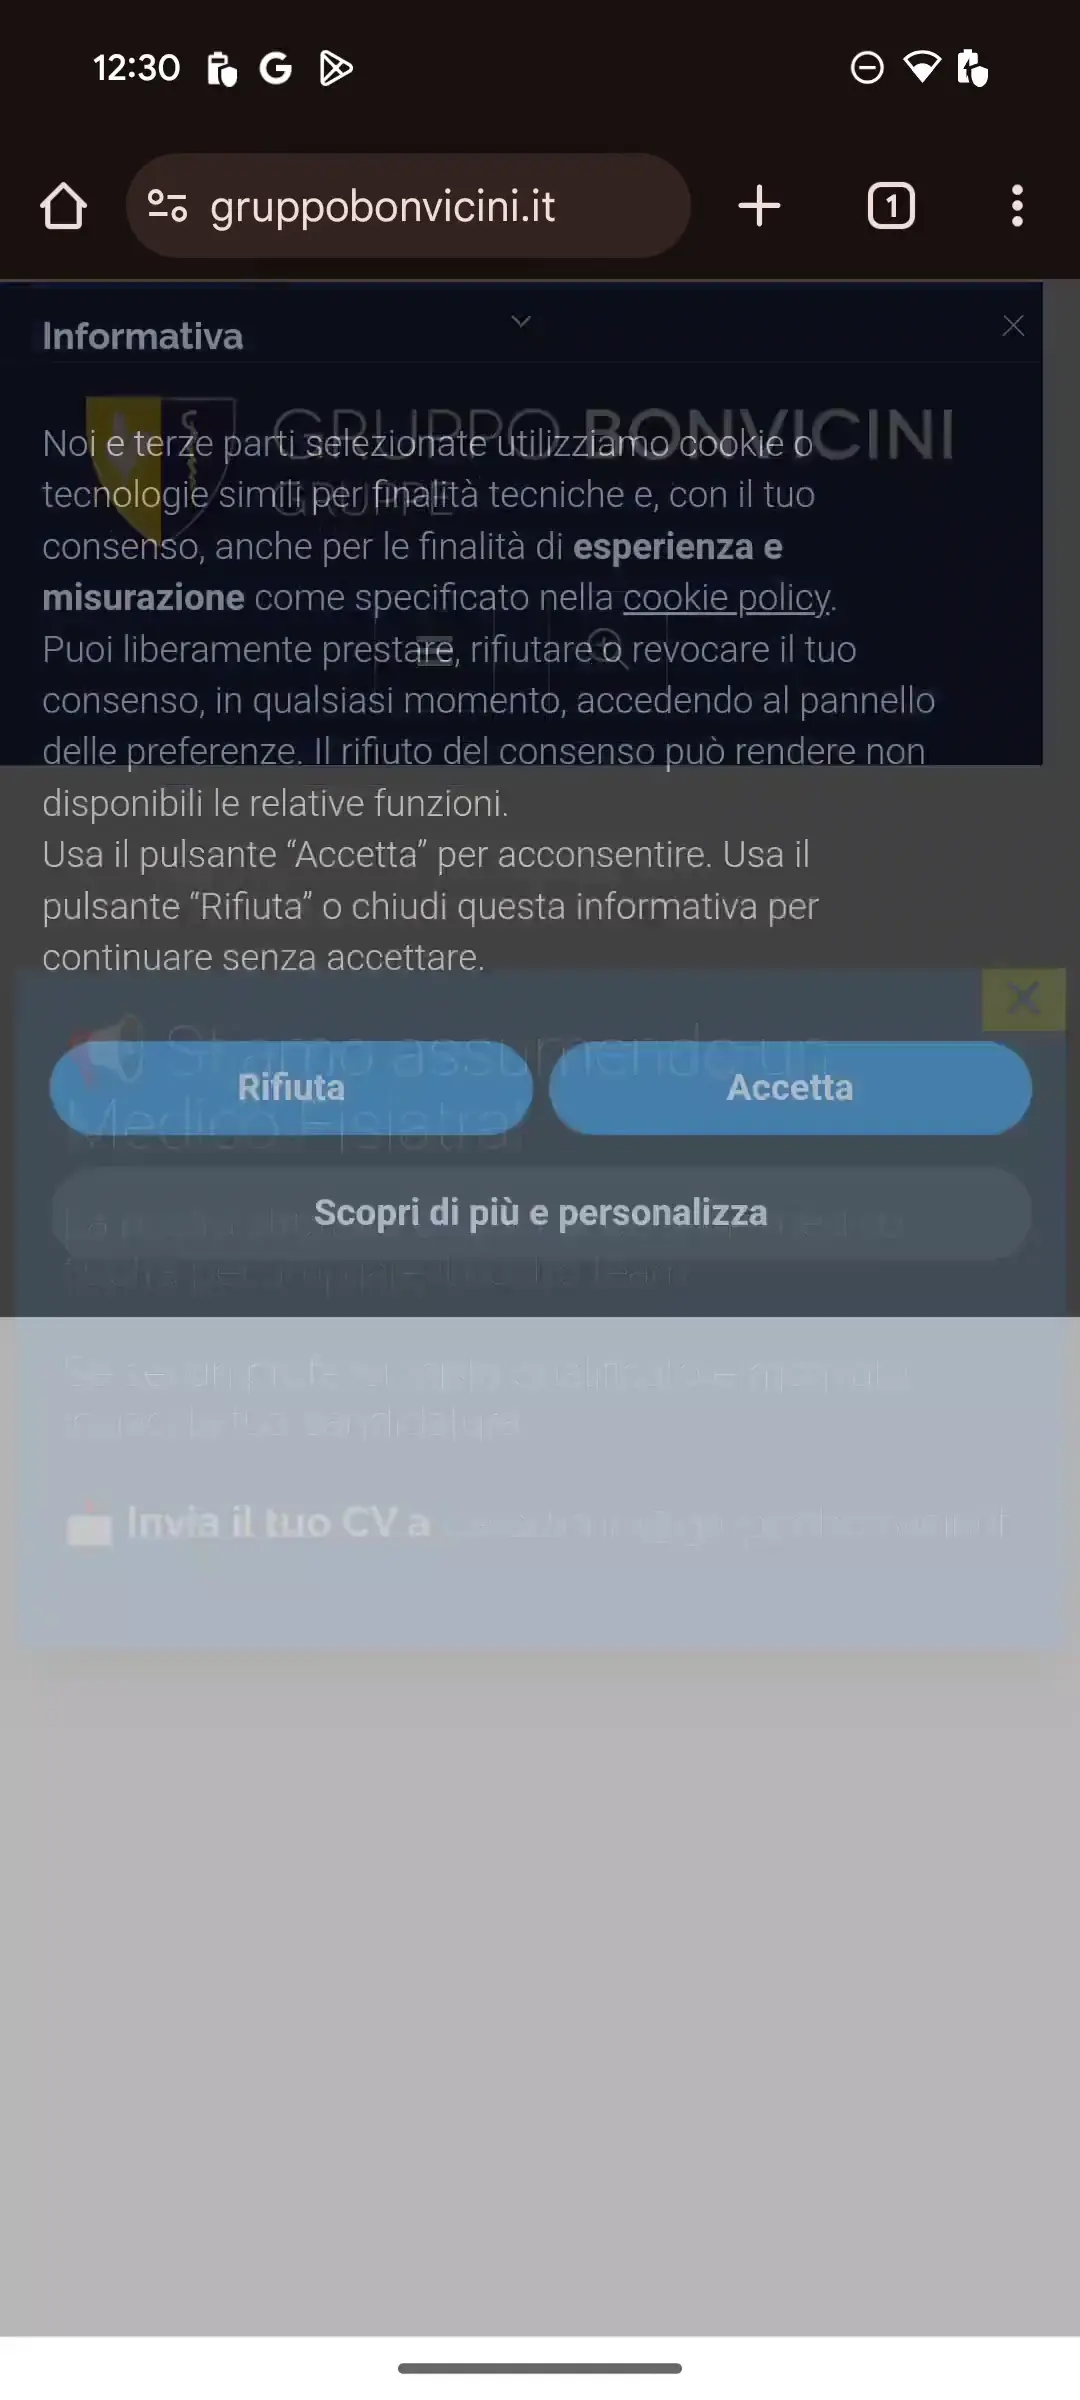 12:30
gruppobonvicini.it
1
Informativa
GRUPPO BONVICINI
GRUPPE
Noi e terze parti selezionate utilizziamo cookie o
tecnologie simili per finalità tecniche e, con il tuo
consenso, anche per le finalità di esperienza e
misurazione come specificato nella cookie policy.
Puoi liberamente prestare, rifiutare o revocare il tuo
consenso, in qualsiasi momento, accedendo al pannello
delle preferenze. Il rifiuto del consenso può rendere non
disponibili le relative funzioni.
Usa il pulsante “Accetta” per acconsentire. Usa il
pulsante “Rifiuta” o chiudi questa informativa per
continuare senza accettare.
Stiamo assumendo un
Medico Fisiatra
Rifiuta
Accetta
Scopri di più e personalizza
Invia il tuo CV a